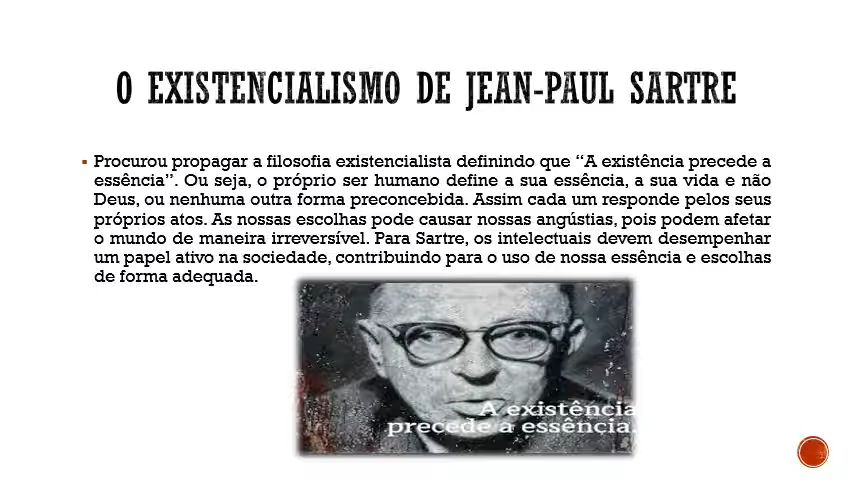 O EXISTENCIALISMO DE JEAN-PAUL SARTRE
▪ Procurou propagar a filosofia existencialista definindo que “A existência precede a
essência”. Ou seja, o próprio ser humano define a sua essência, a sua vida e não
Deus, ou nenhuma outra forma preconcebida. Assim cada um responde pelos seus
próprios atos. As nossas escolhas pode causar nossas angústias, pois podem afetar
o mundo de maneira irreversível. Para Sartre, os intelectuais devem desempenhar
um papel ativo na sociedade, contribuindo para o uso de nossa essência e escolhas
de forma adequada.
A existência
precede a essência.